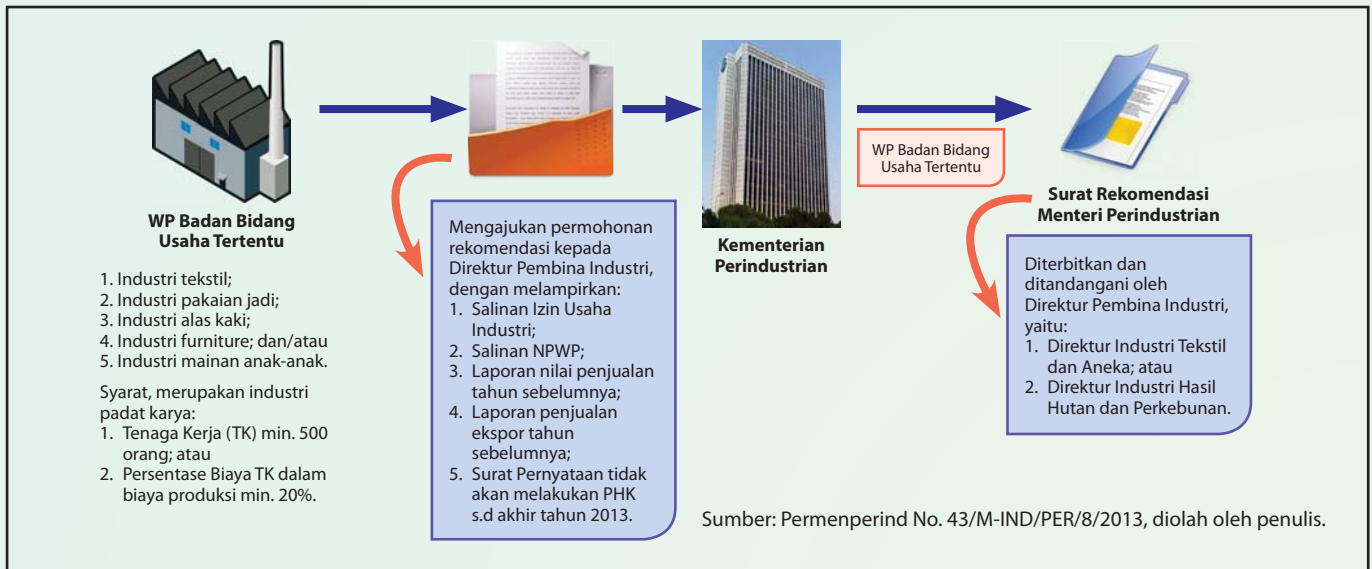 WP Badan Bidang
Usaha Tertentu
1. Industri tekstil;
2. Industri pakaian jadi;
3. Industri alas kaki;
4. Industri furniture; dan/atau
5. Industri mainan anak-anak.
Syarat, merupakan industri
padat karya:
1. Tenaga Kerja (TK) min. 500
orang; atau
2. Persentase Biaya TK dalam
biaya produksi min. 20%.
Mengajukan permohonan
rekomendasi kepada
Direktur Pembina Industri,
dengan melampirkan:
1. Salinan Izin Usaha
Industri;
2. Salinan NPWP;
3. Laporan nilai penjualan
tahun sebelumnya;
4. Laporan penjualan
ekspor tahun
sebelumnya;
5. Surat Pernyataan tidak
akan melakukan PHK
s.d akhir tahun 2013.
Kementerian
Perindustrian
WP Badan Bidang
Usaha Tertentu
Surat Rekomendasi
Menteri Perindustrian
Diterbitkan dan
ditandangani oleh
Direktur Pembina Industri,
yaitu:
1. Direktur Industri Tekstil
dan Aneka; atau
2. Direktur Industri Hasil
Hutan dan Perkebunan.
Sumber: Permenperind No. 43/M-IND/PER/8/2013, diolah oleh penulis.